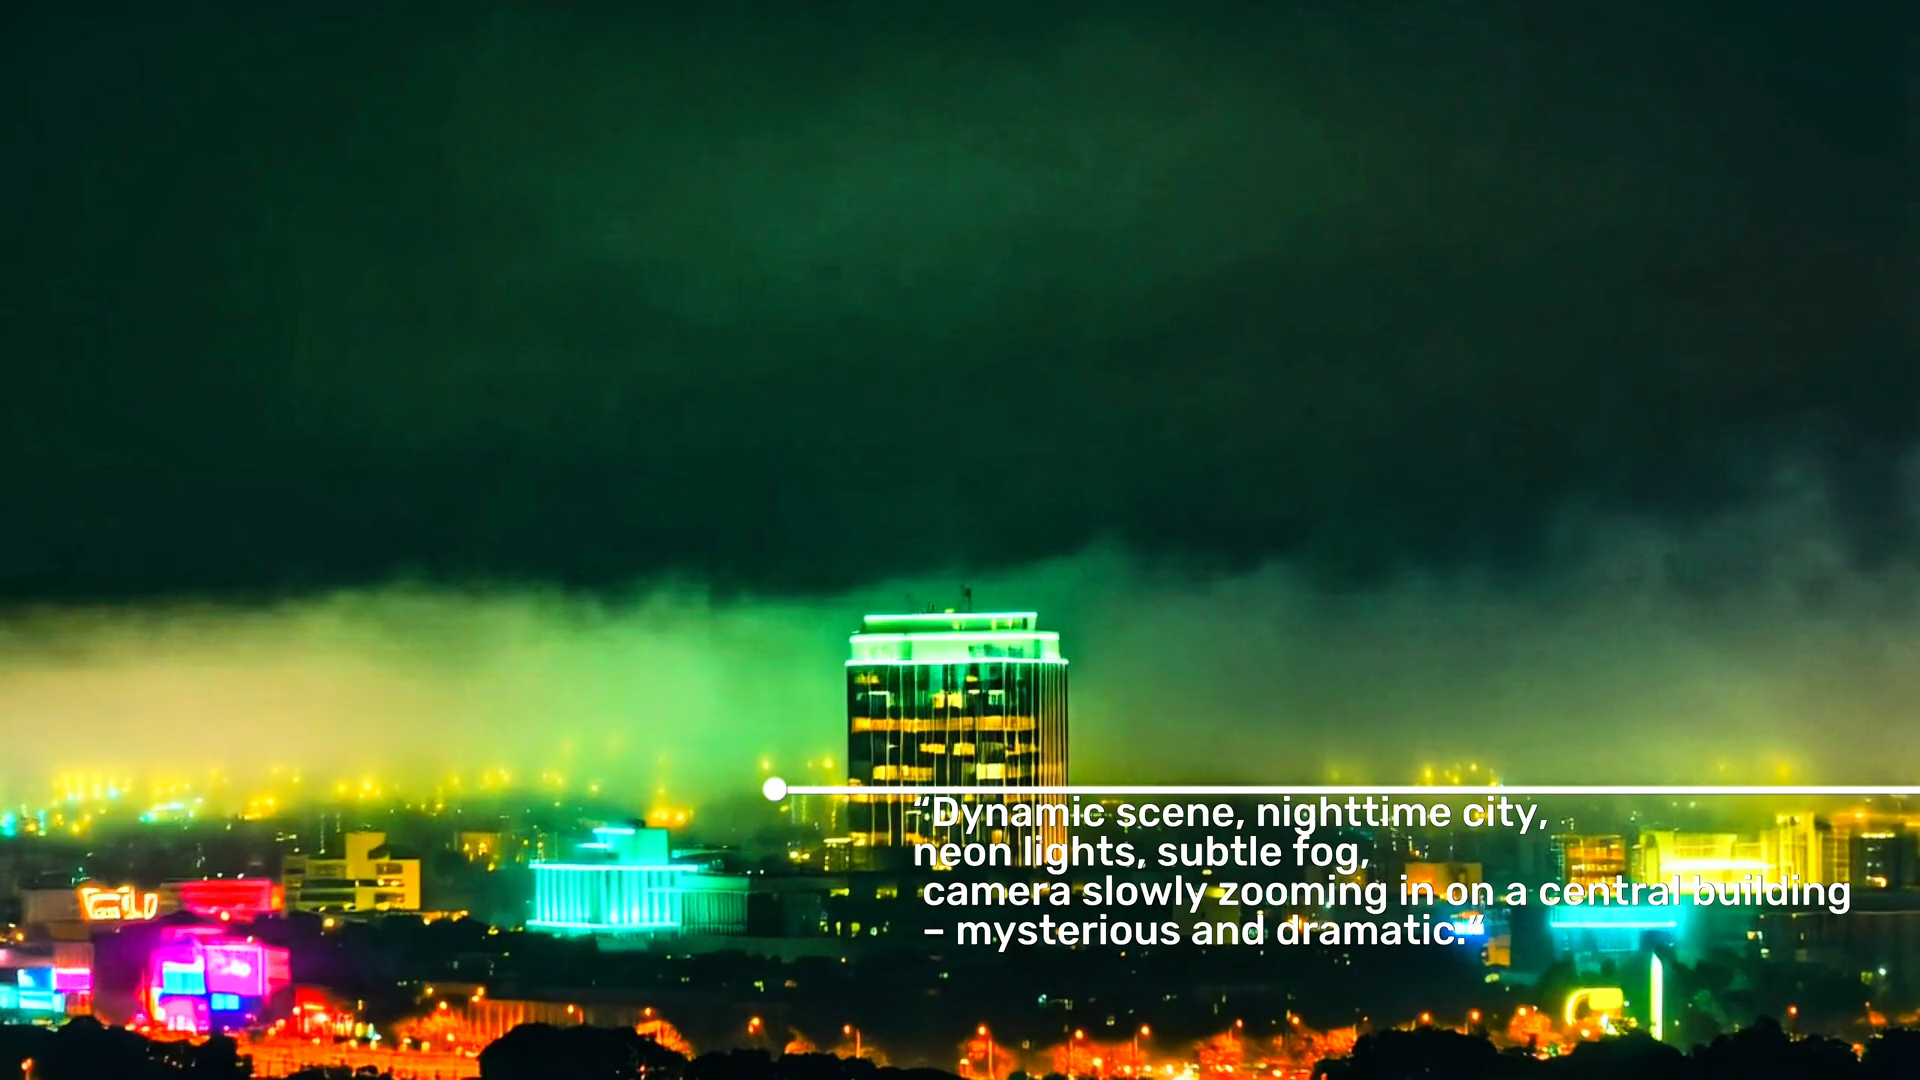 “Dynamic scene, nighttime city,
neon lights, subtle fog,
camera slowly zooming in on a central building
– mysterious and dramatic.”